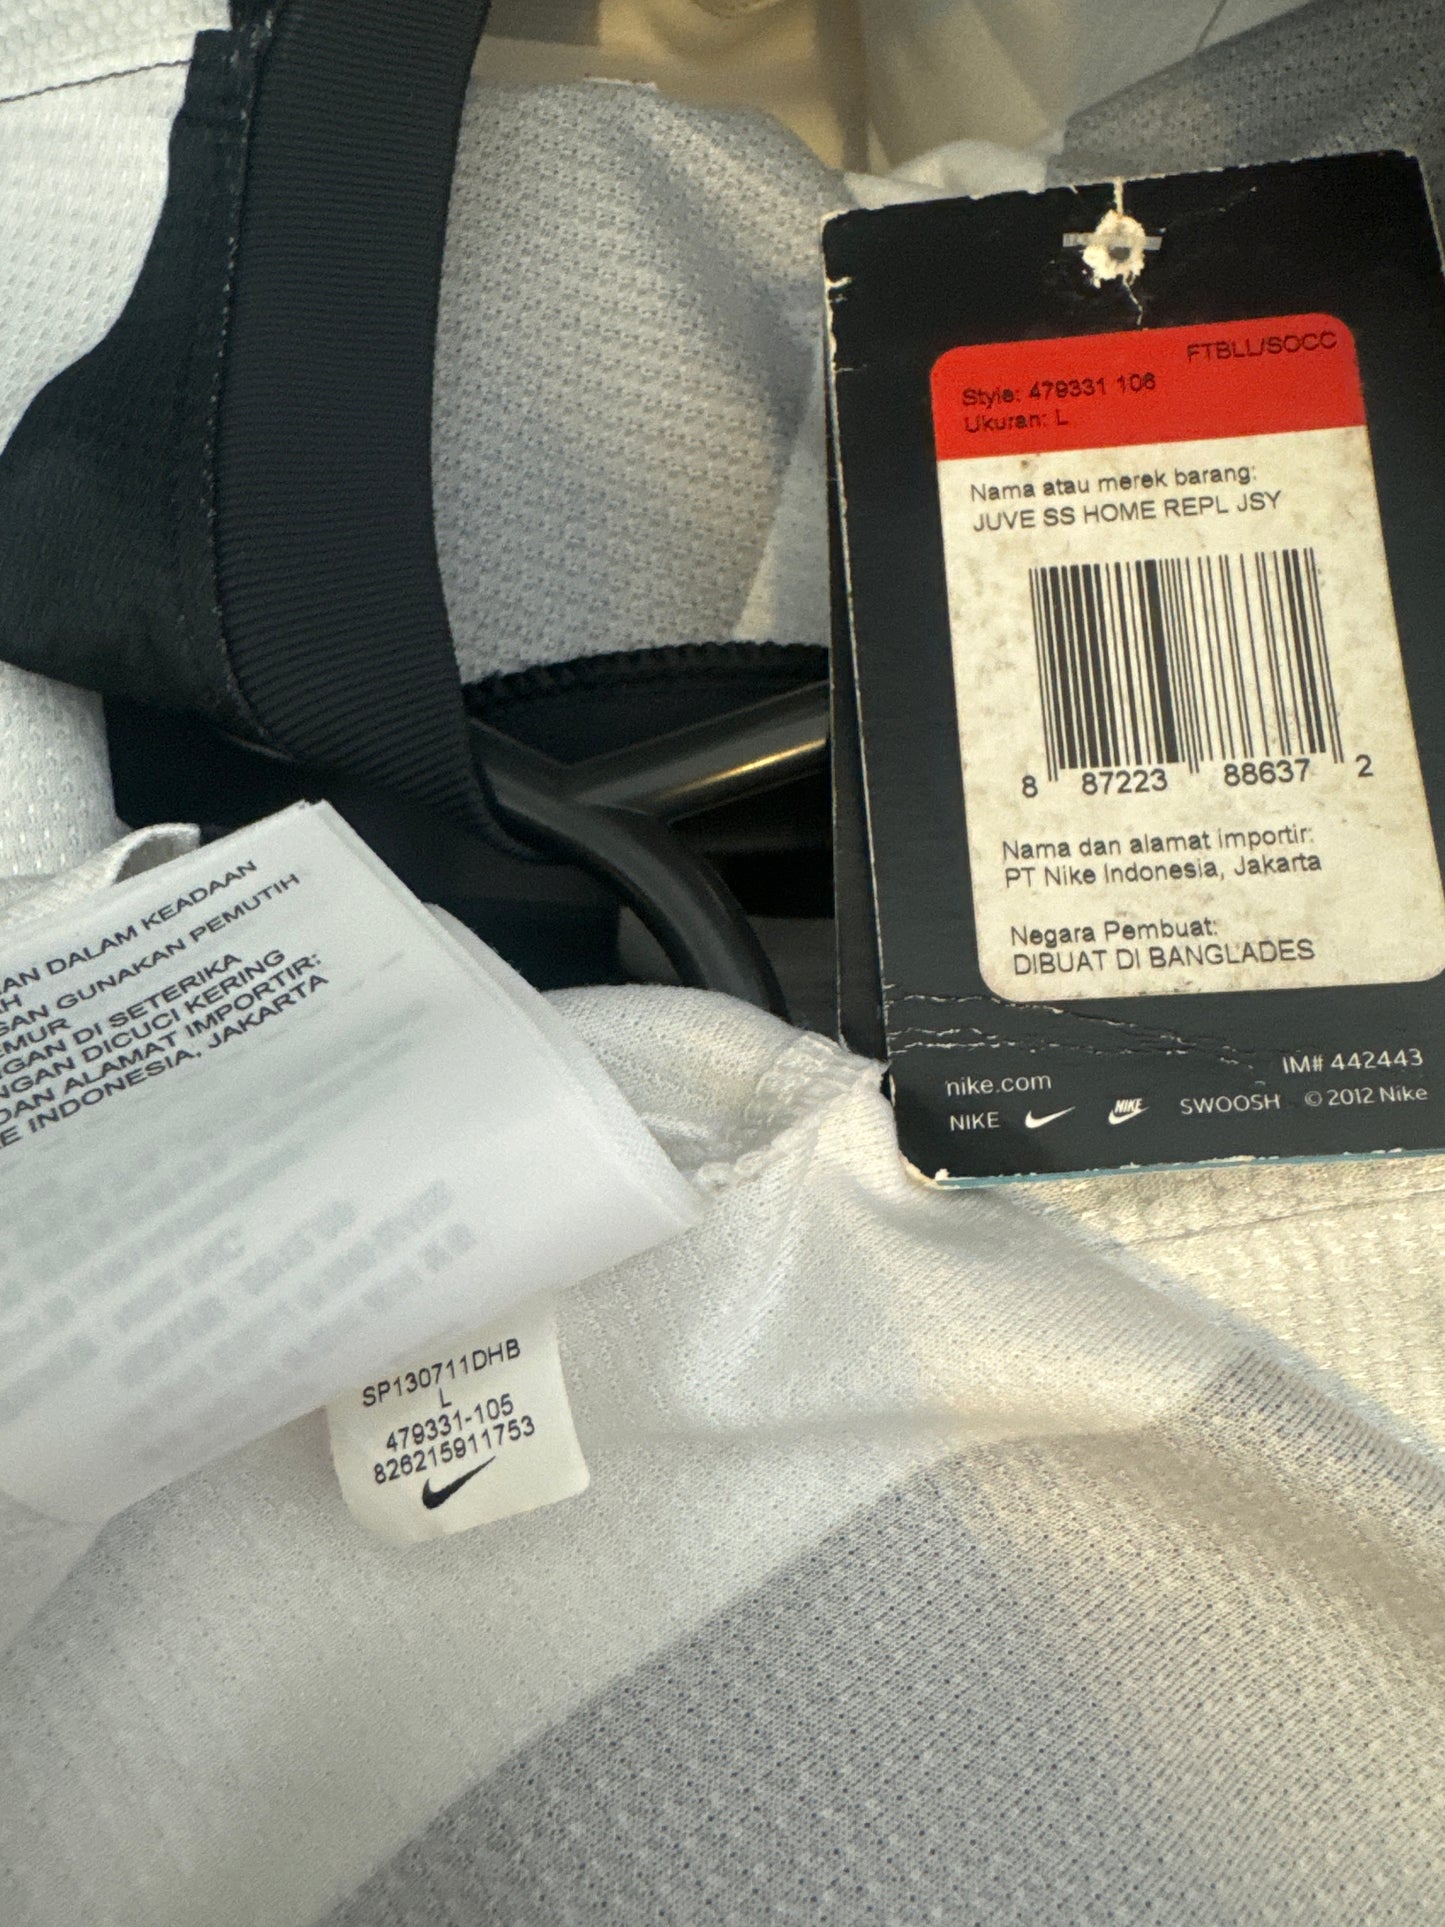 FTBLL/SOCC
Style: 479331 106
Ukuran: L
Nama atau merek barang:
JUVE SS HOME REPL JSY
8 87223 88637 2
Nama dan alamat importir:
PT Nike Indonesia, Jakarta
Negara Pembuat:
DIBUAT DI BANGLADES
IM# 442443
nike.com
NIKE NIKE SWOOSH © 2012 Nike
DALAM KEADAAN
GUNAKAN PEMUTIH
DI SETERIKA
DICUCI KERING
ALAMAT IMPORTIR:
INDONESIA, JAKARTA
SP130711DHB
L
479331-105
826215911753